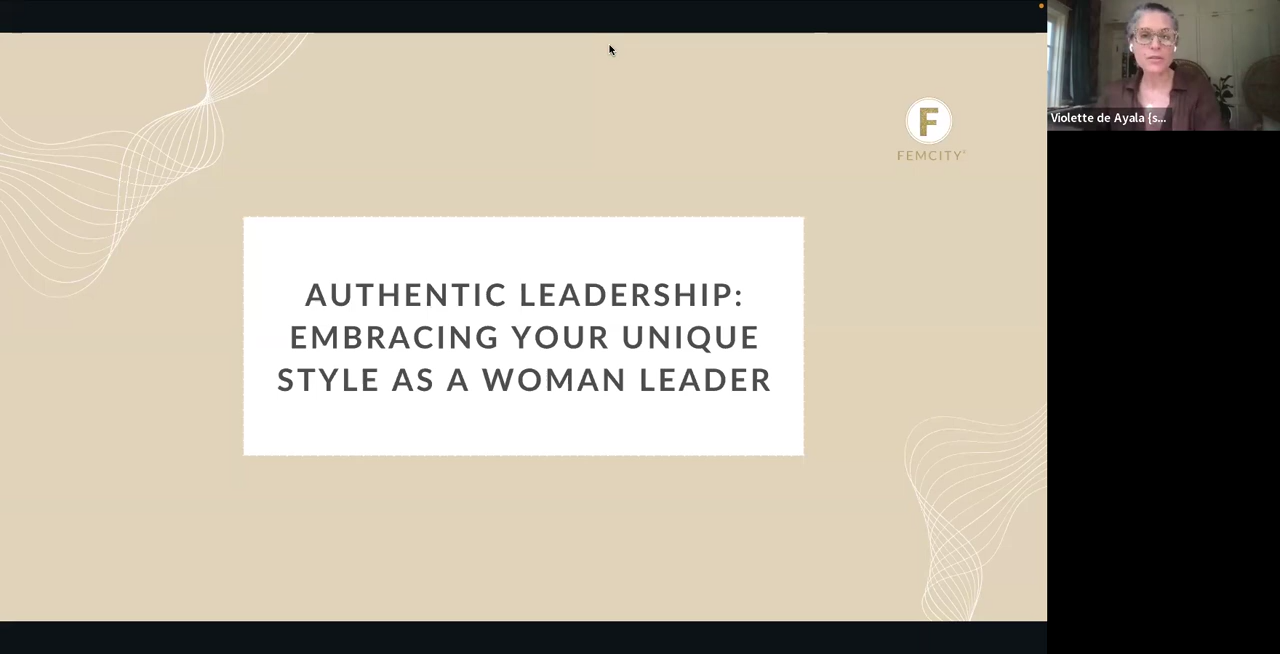 F
FEMCITY®
AUTHENTIC LEADERSHIP:
EMBRACING YOUR UNIQUE
STYLE AS A WOMAN LEADER
Violette de Ayala {s...